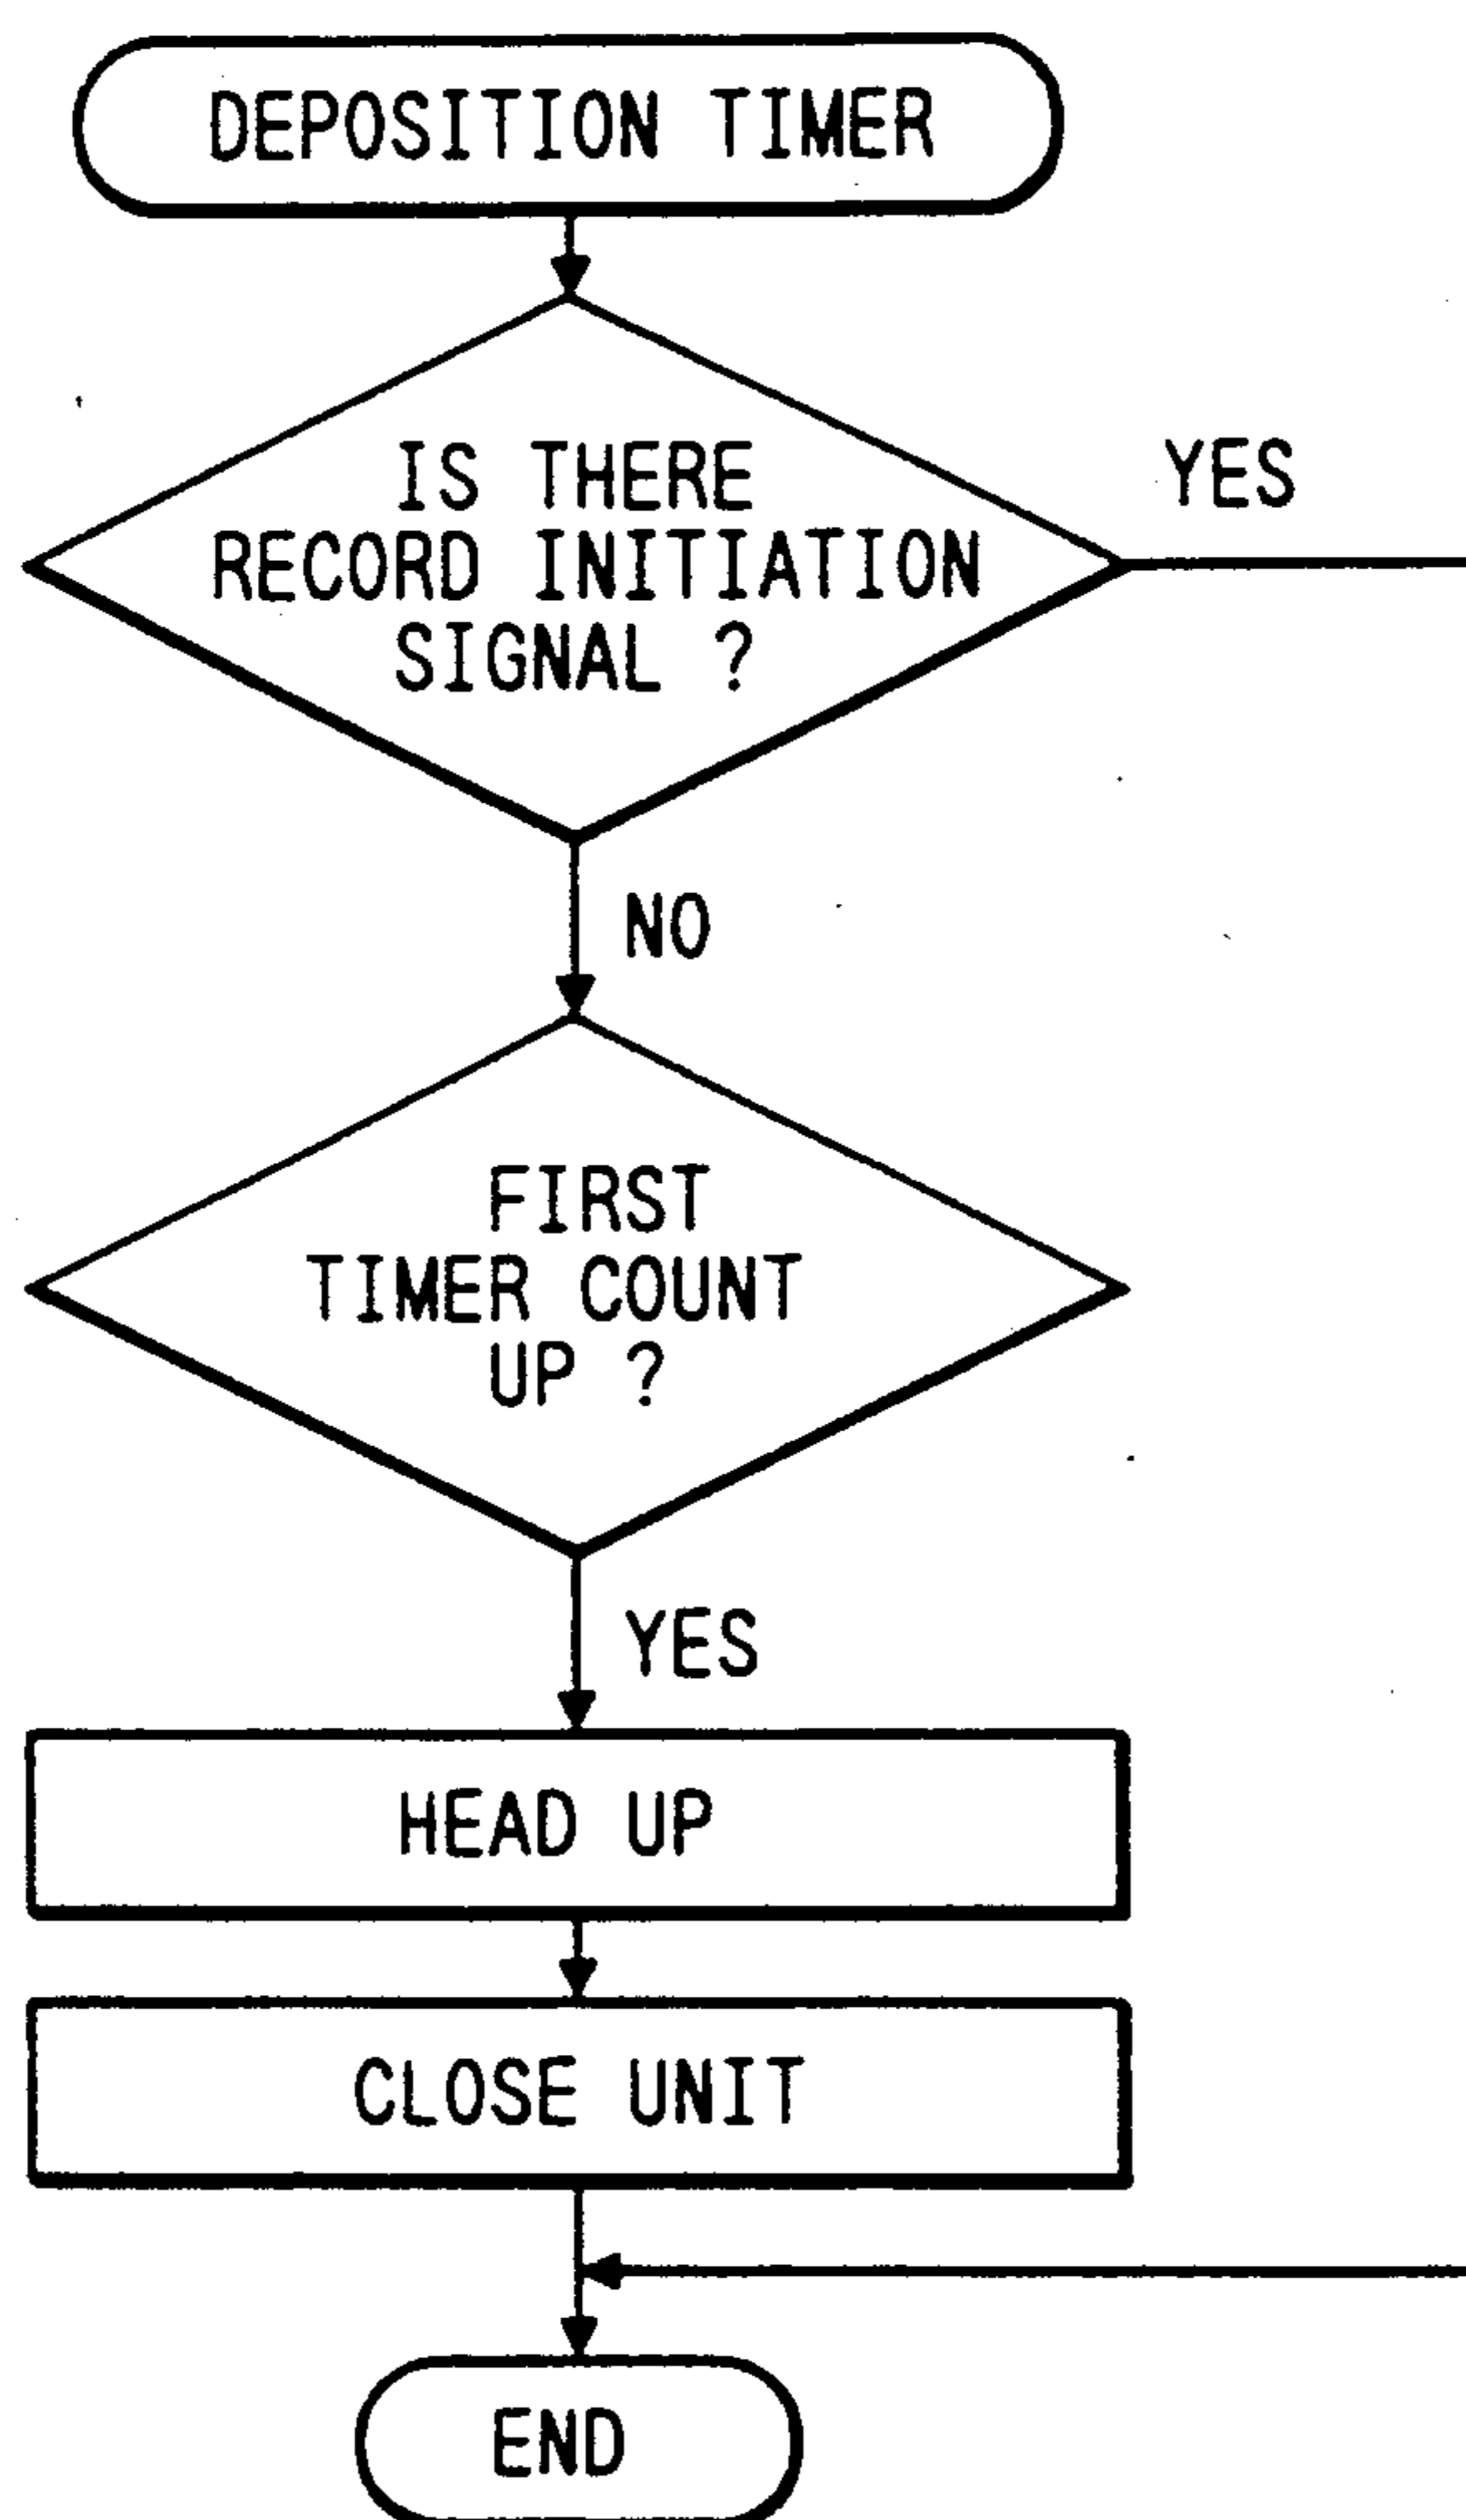 DEPOSITION TIMER
IS THERE
RECORD INITIATION
SIGNAL ?
YES
NO
FIRST
TIMER COUNT
UP ?
YES
HEAD UP
CLOSE UNIT
END